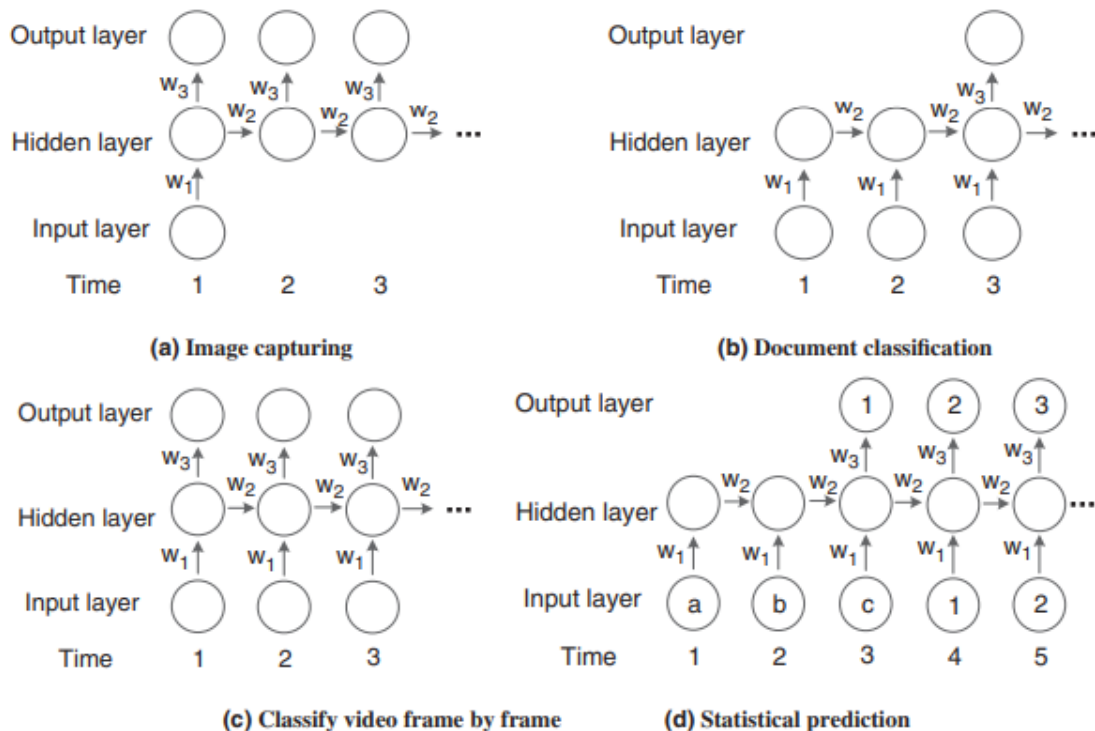 Output layer
w3 w3 w3
w2 w2 w2
Hidden layer ...
w1
Input layer
Time 1 2 3
(a) Image capturing
Output layer
w3
w2 w2 w2
Hidden layer ...
w1 w1 w1
Input layer
Time 1 2 3
(b) Document classification
Output layer
w3 w3 w3
w2 w2 w2
Hidden layer ...
w1 w1 w1
Input layer
Time 1 2 3
(c) Classify video frame by frame
Output layer 1 2 3
w3 w3 w3
w2 w2 w2 w2
Hidden layer ...
w1 w1 w1 w1 w1
Input layer a b c 1 2
Time 1 2 3 4 5
(d) Statistical prediction